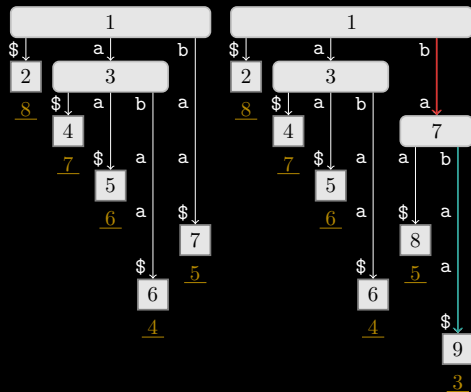 1 1
$ a b $ a b
2 3 2 3
$ a b a $ a b a
8 8
4 4 7
$ a a $ a a b
7 7
5 5
a $ a $
6 6
7 8
$ $ a
5 5
6 6
$
4 4
9
3